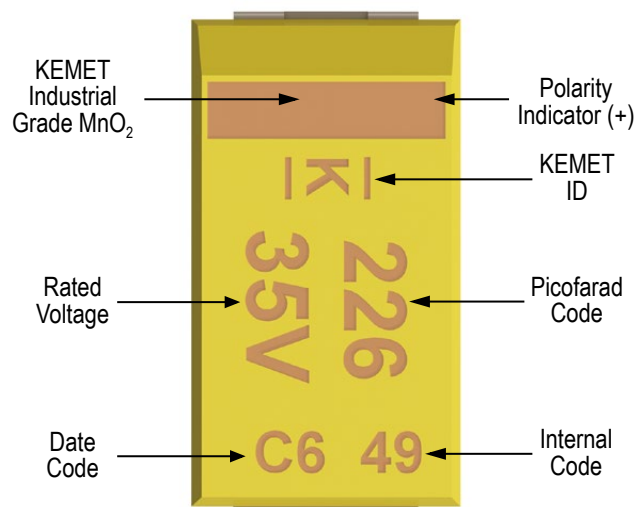 KEMET
Industrial
Grade MnO₂
Polarity
Indicator (+)
KEMET
ID
|K|
Rated
Voltage
35V
226
Picofarad
Code
Date
Code
C6 49
Internal
Code